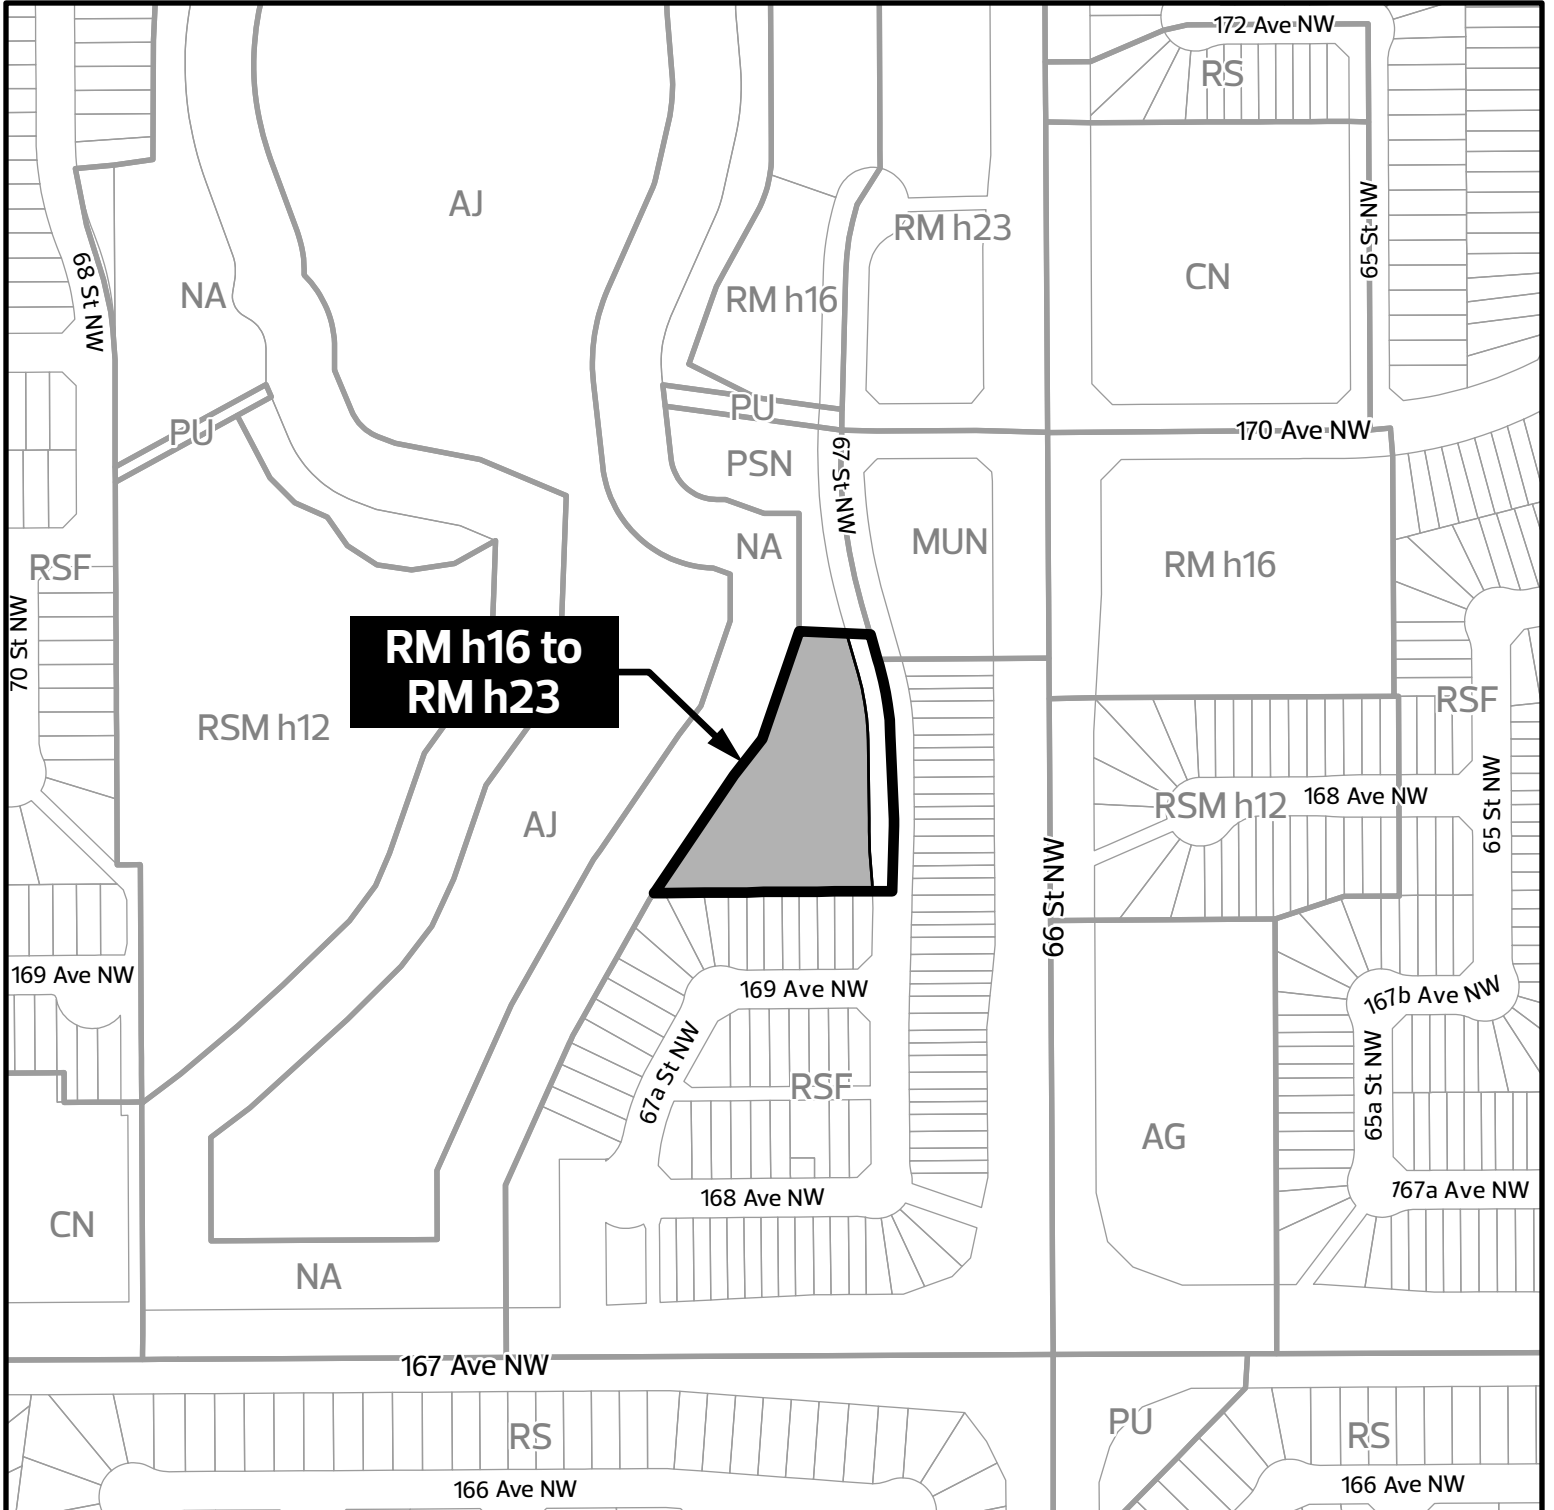 172 Ave NW
RS
AJ
65 St NW
RM h23
CN
68 St NW
NA
RM h16
PU
PU
170 Ave NW
PSN
67 St NW
NA
MUN
RM h16
RSF
70 St NW
RM h16 to
RM h23
RSM h12
RSF
AJ
RSM h12
168 Ave NW
65 St NW
66 St NW
169 Ave NW
169 Ave NW
167b Ave NW
67a St NW
RSF
65a St NW
AG
168 Ave NW
167a Ave NW
CN
NA
167 Ave NW
RS
PU
RS
166 Ave NW
166 Ave NW